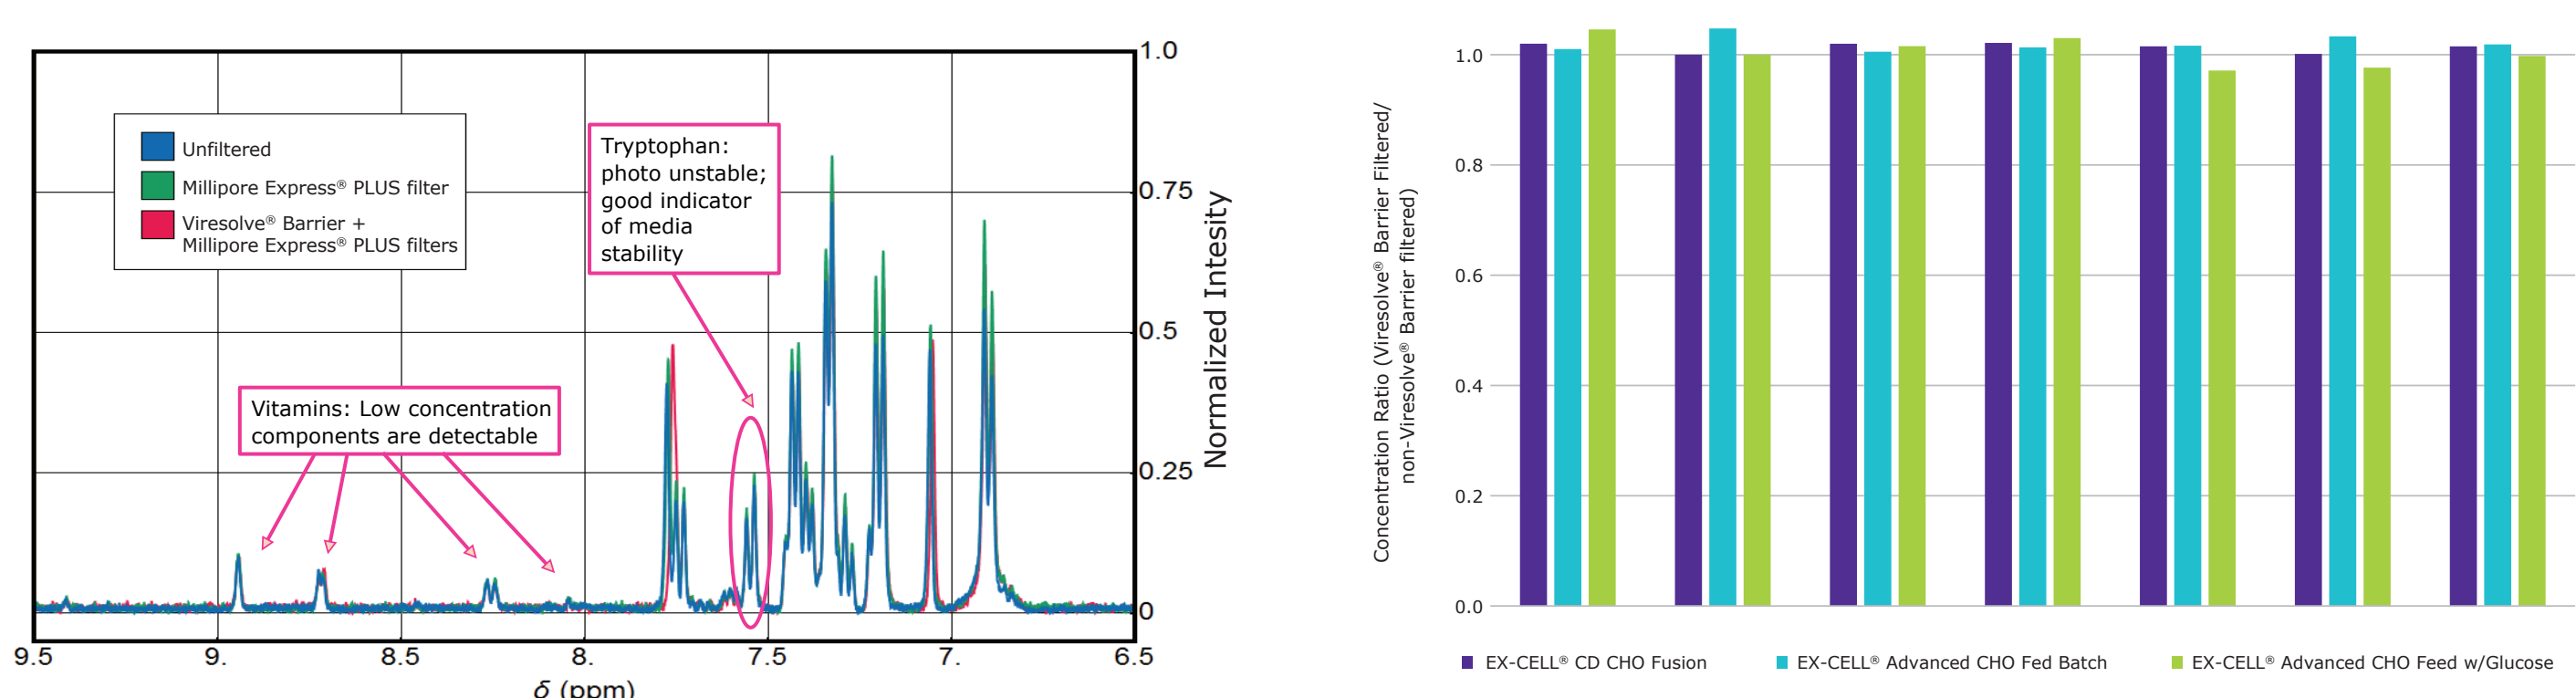 1.0
0.75
0.5
0.25
0
Normalized Intesity
Unfiltered
Millipore Express® PLUS filter
Viresolve® Barrier +
Millipore Express® PLUS filters
Tryptophan:
photo unstable;
good indicator
of media
stability
Vitamins: Low concentration
components are detectable
9.5
9.
8.5
8.
7.5
7.
6.5
δ (ppm)
Concentration Ratio (Viresolve® Barrier Filtered/
non-Viresolve® Barrier filtered)
1.0
0.8
0.6
0.4
0.2
0.0
EX-CELL® CD CHO Fusion
EX-CELL® Advanced CHO Fed Batch
EX-CELL® Advanced CHO Feed w/Glucose